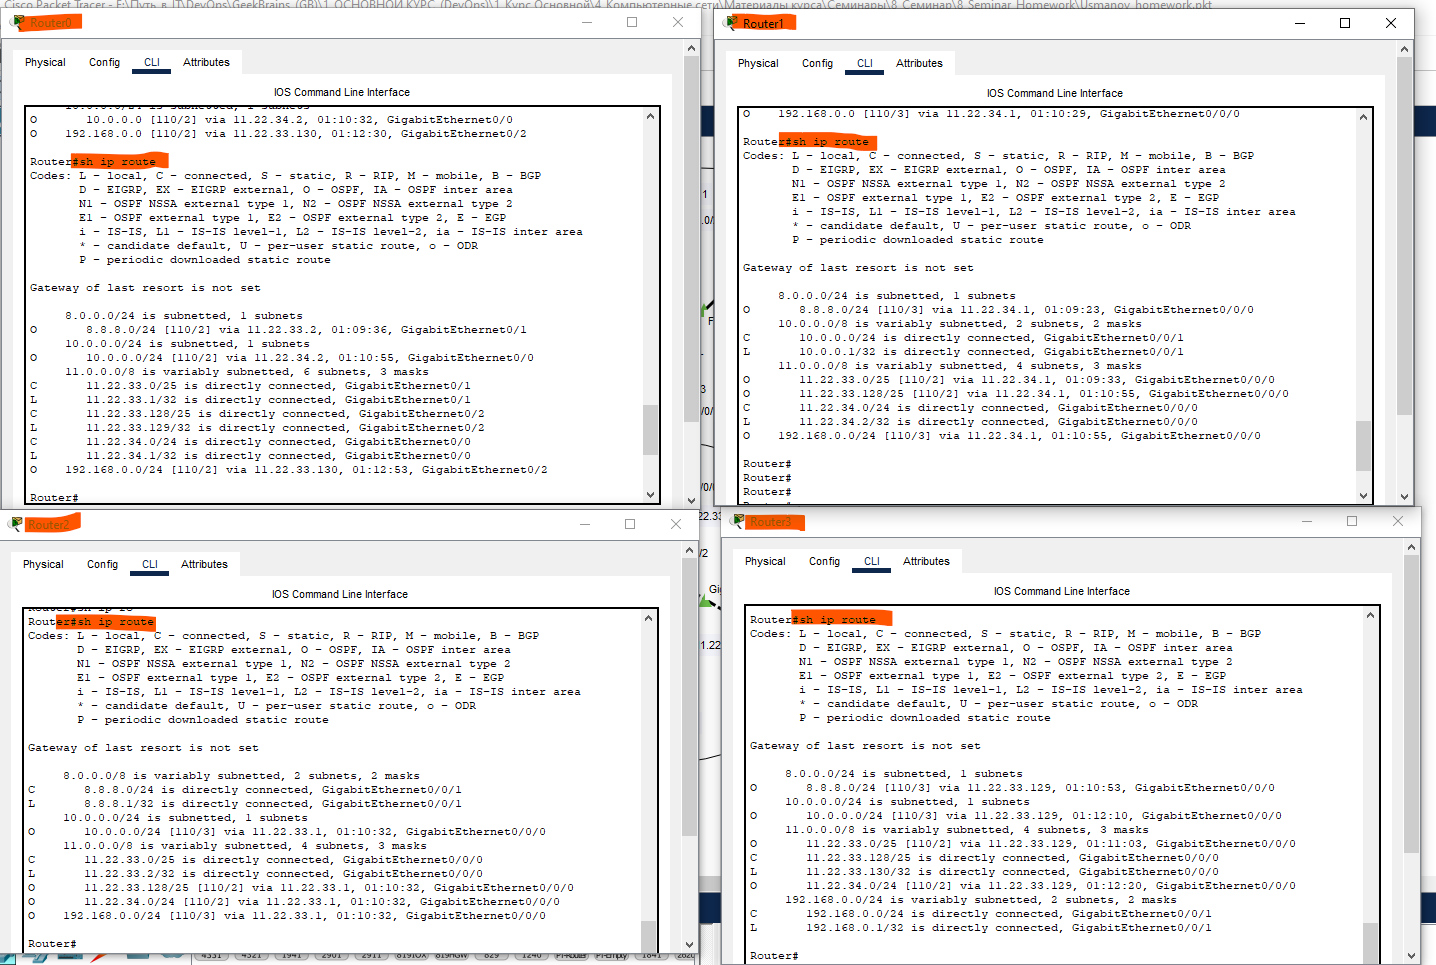 Cisco Packet Tracer - E:\Путь_в_IT\DevOps\GeekBrains_(GB)\1_ОСНОВНОЙ КУРС_(DevOps)\1_Курс Основной\4_Компьютерные сети\Материалы курса\Семинары\8_Seminar_Homework\Usmanov_homework.pkt
Router0
Physical Config CLI Attributes
IOS Command Line Interface
10.0.0.0/24 is subnetted, 1 subnets
O 10.0.0.0 [110/2] via 11.22.34.2, 01:10:32, GigabitEthernet0/0
O 192.168.0.0 [110/2] via 11.22.33.130, 01:12:30, GigabitEthernet0/2
Router#sh ip route
Codes: L - local, C - connected, S - static, R - RIP, M - mobile, B - BGP
D - EIGRP, EX - EIGRP external, O - OSPF, IA - OSPF inter area
N1 - OSPF NSSA external type 1, N2 - OSPF NSSA external type 2
E1 - OSPF external type 1, E2 - OSPF external type 2, E - EGP
i - IS-IS, L1 - IS-IS level-1, L2 - IS-IS level-2, ia - IS-IS inter area
* - candidate default, U - per-user static route, o - ODR
P - periodic downloaded static route
Gateway of last resort is not set
8.0.0.0/24 is subnetted, 1 subnets
O 8.8.8.0/24 [110/2] via 11.22.33.2, 01:09:36, GigabitEthernet0/1
10.0.0.0/24 is subnetted, 1 subnets
O 10.0.0.0/24 [110/2] via 11.22.34.2, 01:10:55, GigabitEthernet0/0
11.0.0.0/8 is variably subnetted, 6 subnets, 3 masks
C 11.22.33.0/25 is directly connected, GigabitEthernet0/1
L 11.22.33.1/32 is directly connected, GigabitEthernet0/1
C 11.22.33.128/25 is directly connected, GigabitEthernet0/2
L 11.22.33.129/32 is directly connected, GigabitEthernet0/2
C 11.22.34.0/24 is directly connected, GigabitEthernet0/0
L 11.22.34.1/32 is directly connected, GigabitEthernet0/0
O 192.168.0.0/24 [110/2] via 11.22.33.130, 01:12:53, GigabitEthernet0/2
Router#
Router1
Physical Config CLI Attributes
IOS Command Line Interface
O 192.168.0.0 [110/3] via 11.22.34.1, 01:10:29, GigabitEthernet0/0/0
Router#sh ip route
Codes: L - local, C - connected, S - static, R - RIP, M - mobile, B - BGP
D - EIGRP, EX - EIGRP external, O - OSPF, IA - OSPF inter area
N1 - OSPF NSSA external type 1, N2 - OSPF NSSA external type 2
E1 - OSPF external type 1, E2 - OSPF external type 2, E - EGP
i - IS-IS, L1 - IS-IS level-1, L2 - IS-IS level-2, ia - IS-IS inter area
* - candidate default, U - per-user static route, o - ODR
P - periodic downloaded static route
Gateway of last resort is not set
8.0.0.0/24 is subnetted, 1 subnets
O 8.8.8.0/24 [110/3] via 11.22.34.1, 01:09:23, GigabitEthernet0/0/0
10.0.0.0/8 is variably subnetted, 2 subnets, 2 masks
C 10.0.0.0/24 is directly connected, GigabitEthernet0/0/1
L 10.0.0.1/32 is directly connected, GigabitEthernet0/0/1
11.0.0.0/8 is variably subnetted, 4 subnets, 3 masks
O 11.22.33.0/25 [110/2] via 11.22.34.1, 01:09:33, GigabitEthernet0/0/0
O 11.22.33.128/25 [110/2] via 11.22.34.1, 01:10:55, GigabitEthernet0/0/0
C 11.22.34.0/24 is directly connected, GigabitEthernet0/0/0
L 11.22.34.2/32 is directly connected, GigabitEthernet0/0/0
O 192.168.0.0/24 [110/3] via 11.22.34.1, 01:10:55, GigabitEthernet0/0/0
Router#
Router#
Router#
Router2
Physical Config CLI Attributes
IOS Command Line Interface
Router#sh ip ro
Router#sh ip route
Codes: L - local, C - connected, S - static, R - RIP, M - mobile, B - BGP
D - EIGRP, EX - EIGRP external, O - OSPF, IA - OSPF inter area
N1 - OSPF NSSA external type 1, N2 - OSPF NSSA external type 2
E1 - OSPF external type 1, E2 - OSPF external type 2, E - EGP
i - IS-IS, L1 - IS-IS level-1, L2 - IS-IS level-2, ia - IS-IS inter area
* - candidate default, U - per-user static route, o - ODR
P - periodic downloaded static route
Gateway of last resort is not set
8.0.0.0/8 is variably subnetted, 2 subnets, 2 masks
C 8.8.8.0/24 is directly connected, GigabitEthernet0/0/1
L 8.8.8.1/32 is directly connected, GigabitEthernet0/0/1
10.0.0.0/24 is subnetted, 1 subnets
O 10.0.0.0/24 [110/3] via 11.22.33.1, 01:10:32, GigabitEthernet0/0/0
11.0.0.0/8 is variably subnetted, 4 subnets, 3 masks
C 11.22.33.0/25 is directly connected, GigabitEthernet0/0/0
L 11.22.33.2/32 is directly connected, GigabitEthernet0/0/0
O 11.22.33.128/25 [110/2] via 11.22.33.1, 01:10:32, GigabitEthernet0/0/0
O 11.22.34.0/24 [110/2] via 11.22.33.1, 01:10:32, GigabitEthernet0/0/0
O 192.168.0.0/24 [110/3] via 11.22.33.1, 01:10:32, GigabitEthernet0/0/0
Router#
Router3
Physical Config CLI Attributes
IOS Command Line Interface
Router#sh ip route
Codes: L - local, C - connected, S - static, R - RIP, M - mobile, B - BGP
D - EIGRP, EX - EIGRP external, O - OSPF, IA - OSPF inter area
N1 - OSPF NSSA external type 1, N2 - OSPF NSSA external type 2
E1 - OSPF external type 1, E2 - OSPF external type 2, E - EGP
i - IS-IS, L1 - IS-IS level-1, L2 - IS-IS level-2, ia - IS-IS inter area
* - candidate default, U - per-user static route, o - ODR
P - periodic downloaded static route
Gateway of last resort is not set
8.0.0.0/24 is subnetted, 1 subnets
O 8.8.8.0/24 [110/3] via 11.22.33.129, 01:10:53, GigabitEthernet0/0/0
10.0.0.0/24 is subnetted, 1 subnets
O 10.0.0.0/24 [110/3] via 11.22.33.129, 01:12:10, GigabitEthernet0/0/0
11.0.0.0/8 is variably subnetted, 4 subnets, 3 masks
O 11.22.33.0/25 [110/2] via 11.22.33.129, 01:11:03, GigabitEthernet0/0/0
C 11.22.33.128/25 is directly connected, GigabitEthernet0/0/0
L 11.22.33.130/32 is directly connected, GigabitEthernet0/0/0
O 11.22.34.0/24 [110/2] via 11.22.33.129, 01:12:20, GigabitEthernet0/0/0
192.168.0.0/24 is variably subnetted, 2 subnets, 2 masks
C 192.168.0.0/24 is directly connected, GigabitEthernet0/0/1
L 192.168.0.1/32 is directly connected, GigabitEthernet0/0/1
Router#
4331 4321 1941 2901 2911 819IOX 819HGW 829 1240 PT-Router PT-Empty 1841 2620